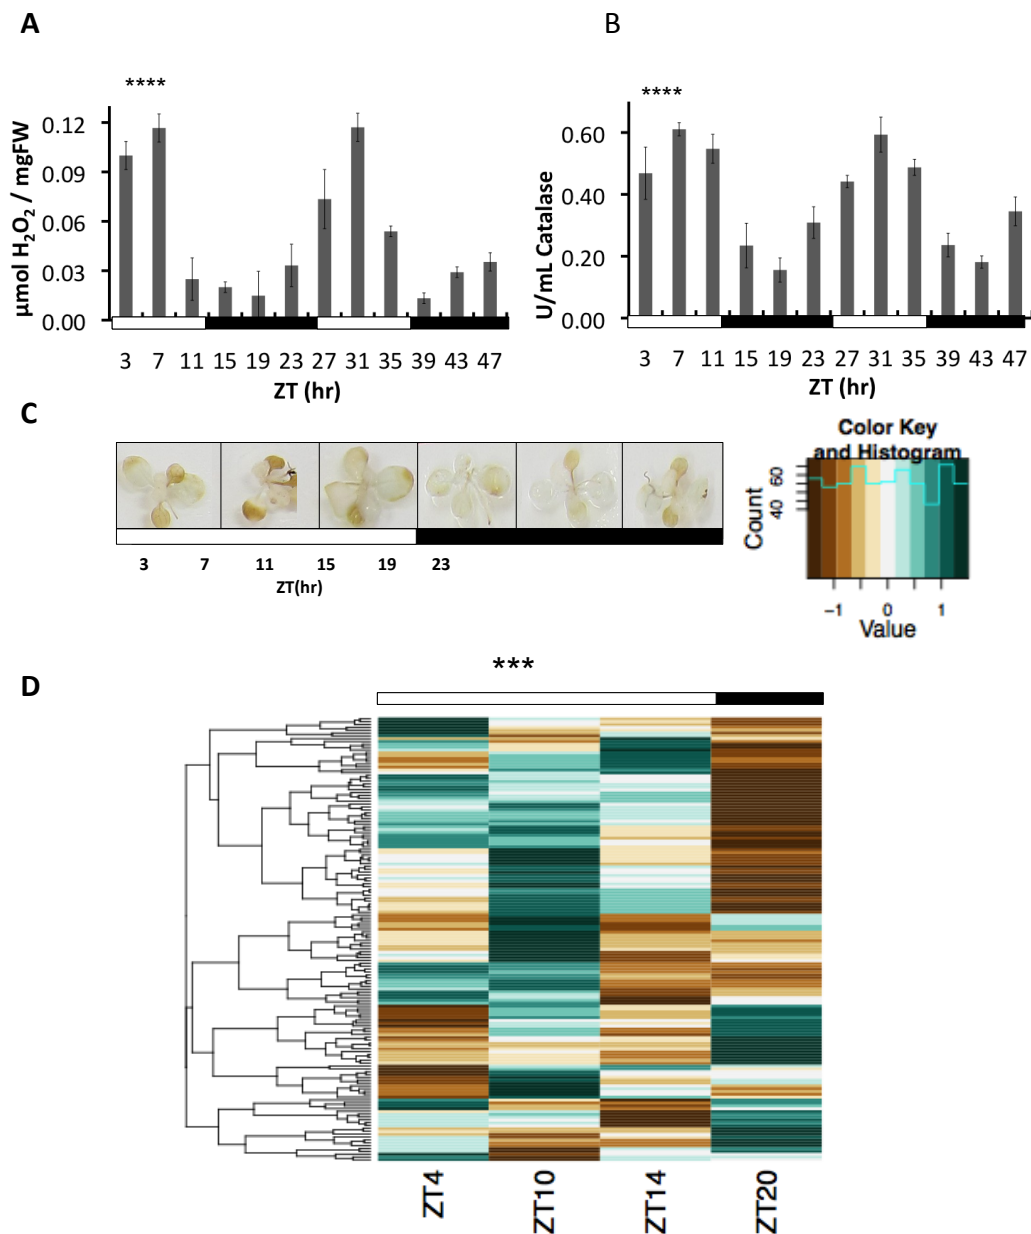 A
B
****
****
µmol H2O2 / mgFW
0.12
0.09
0.06
0.03
0.00
3 7 11 15 19 23 27 31 35 39 43 47
ZT (hr)
U/mL Catalase
0.60
0.40
0.20
0.00
3 7 11 15 19 23 27 31 35 39 43 47
ZT (hr)
C
3 7 11 15 19 23
ZT(hr)
Color Key
and Histogram
Count
40 60
-1 0 1
Value
D
***
ZT4 ZT10 ZT14 ZT20